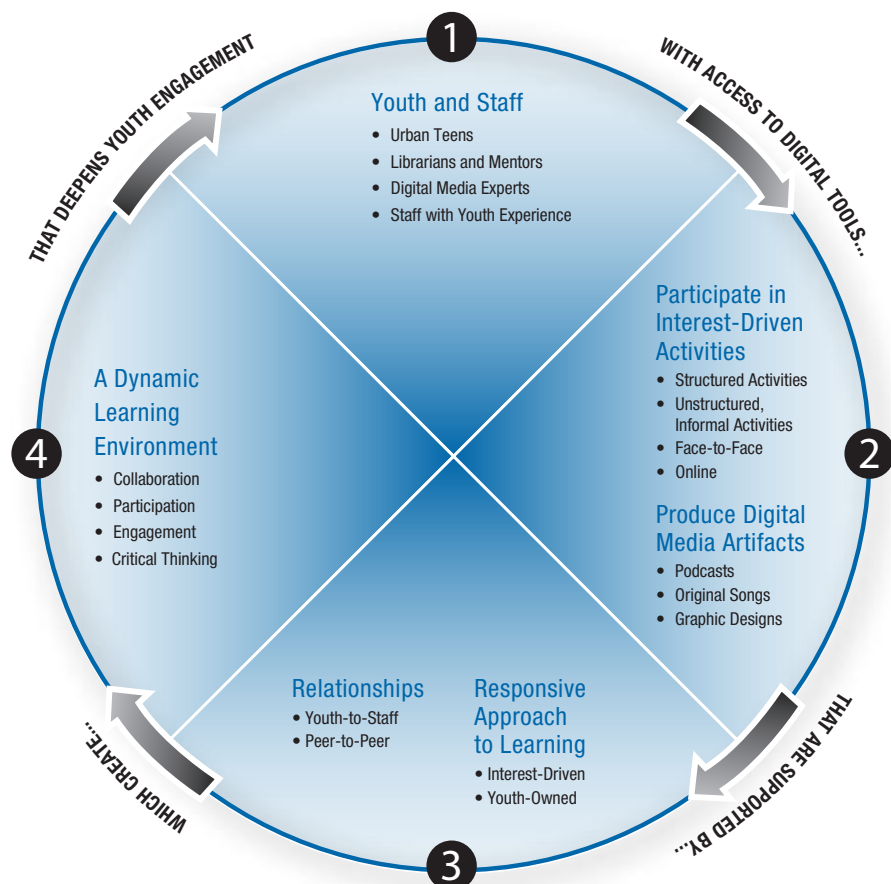 1
Youth and Staff
• Urban Teens
• Librarians and Mentors
• Digital Media Experts
• Staff with Youth Experience
WITH ACCESS TO DIGITAL TOOLS...
2
Participate in
Interest-Driven
Activities
• Structured Activities
• Unstructured,
Informal Activities
• Face-to-Face
• Online
Produce Digital
Media Artifacts
• Podcasts
• Original Songs
• Graphic Designs
THAT ARE SUPPORTED BY...
3
Relationships
• Youth-to-Staff
• Peer-to-Peer
Responsive
Approach
to Learning
• Interest-Driven
• Youth-Owned
WHICH CREATE...
4
A Dynamic
Learning
Environment
• Collaboration
• Participation
• Engagement
• Critical Thinking
THAT DEEPENS YOUTH ENGAGEMENT